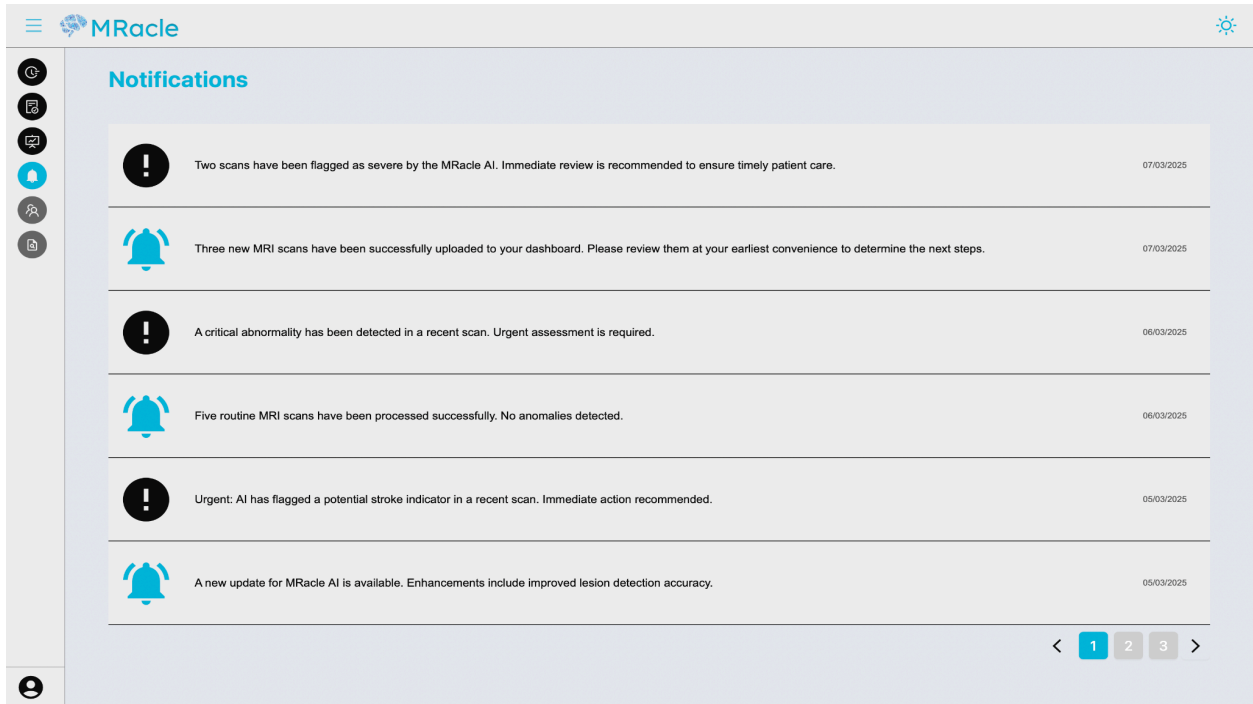 MRacle
Notifications
Two scans have been flagged as severe by the MRacle AI. Immediate review is recommended to ensure timely patient care.
07/03/2025
Three new MRI scans have been successfully uploaded to your dashboard. Please review them at your earliest convenience to determine the next steps.
07/03/2025
A critical abnormality has been detected in a recent scan. Urgent assessment is required.
06/03/2025
Five routine MRI scans have been processed successfully. No anomalies detected.
06/03/2025
Urgent: AI has flagged a potential stroke indicator in a recent scan. Immediate action recommended.
05/03/2025
A new update for MRacle AI is available. Enhancements include improved lesion detection accuracy.
05/03/2025
1 2 3